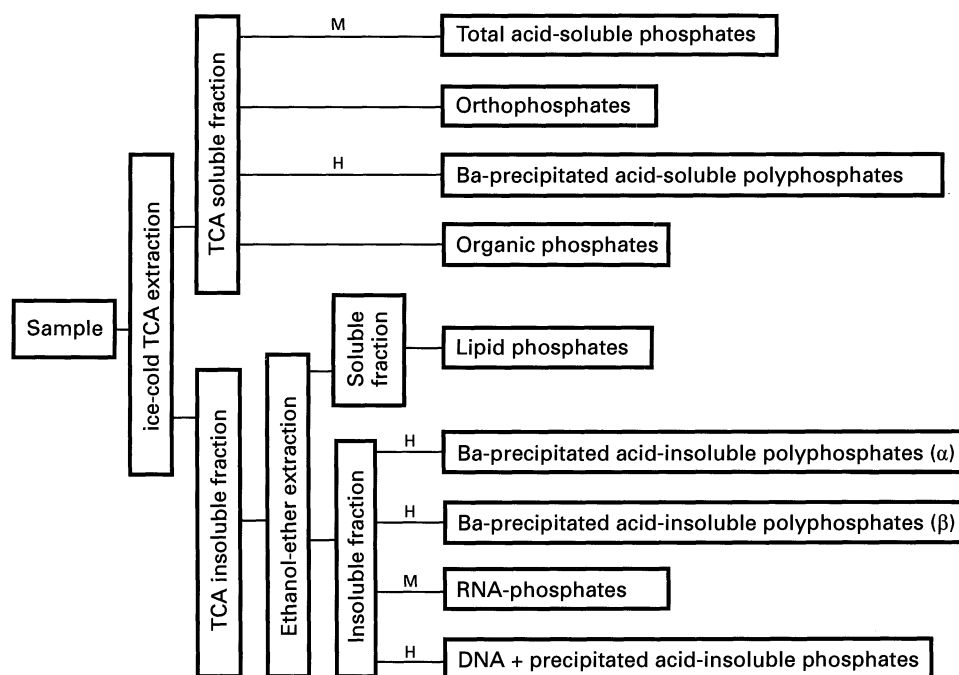 Sample
ice-cold TCA extraction
TCA soluble fraction
M
Total acid-soluble phosphates
Orthophosphates
H
Ba-precipitated acid-soluble polyphosphates
Organic phosphates
TCA insoluble fraction
Ethanol-ether extraction
Soluble
fraction
Lipid phosphates
Insoluble fraction
H
Ba-precipitated acid-insoluble polyphosphates (α)
H
Ba-precipitated acid-insoluble polyphosphates (β)
M
RNA-phosphates
H
DNA + precipitated acid-insoluble phosphates